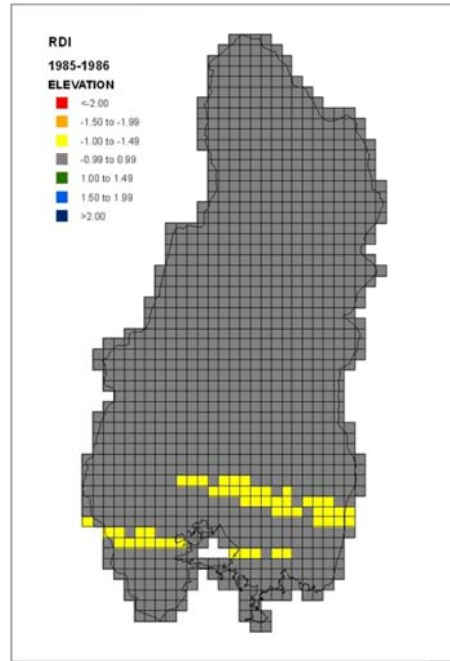 RDI
1985-1986
ELEVATION
<-2.00
-1.50 to -1.99
-1.00 to -1.49
-0.99 to 0.99
1.00 to 1.49
1.50 to 1.99
>2.00